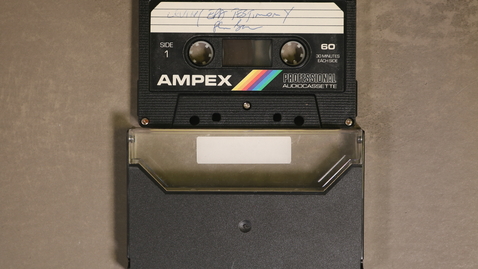 TESTIMONY
SIDE
1
60
30 MINUTES
EACH SIDE
AMPEX
PROFESSIONAL
AUDIOCASSETTE